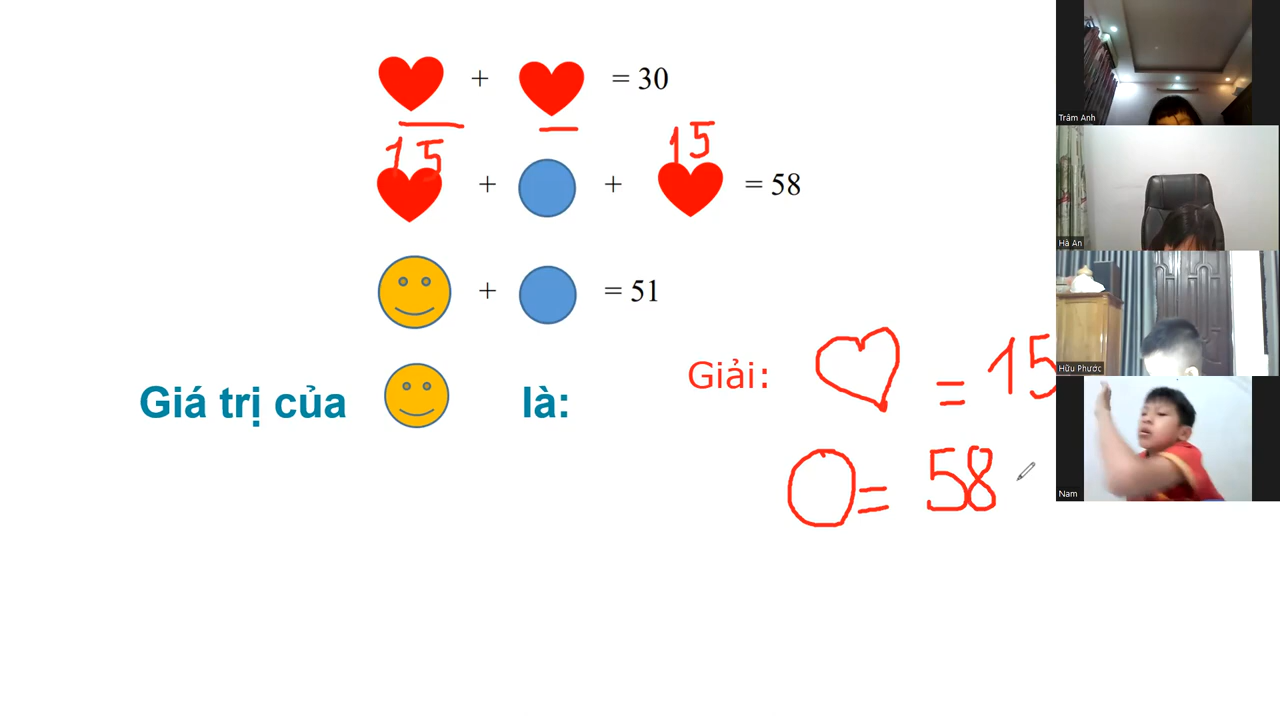 + = 30
15 15
+ + = 58
+ = 51
Giá trị của là:
Giải: = 15
= 58
Trâm Anh
Hà An
Hữu Phước
Nam